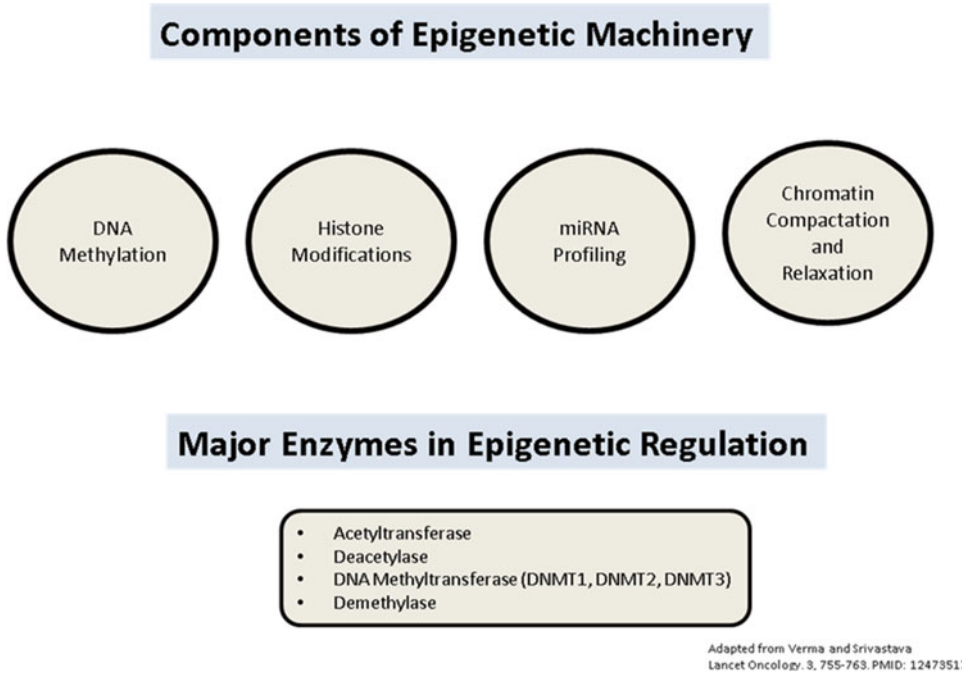 Components of Epigenetic Machinery
DNA
Methylation
Histone
Modifications
miRNA
Profiling
Chromatin
Compactation
and
Relaxation
Major Enzymes in Epigenetic Regulation
• Acetyltransferase
• Deacetylase
• DNA Methyltransferase (DNMT1, DNMT2, DNMT3)
• Demethylase
Adapted from Verma and Srivastava
Lancet Oncology. 3, 755-763. PMID: